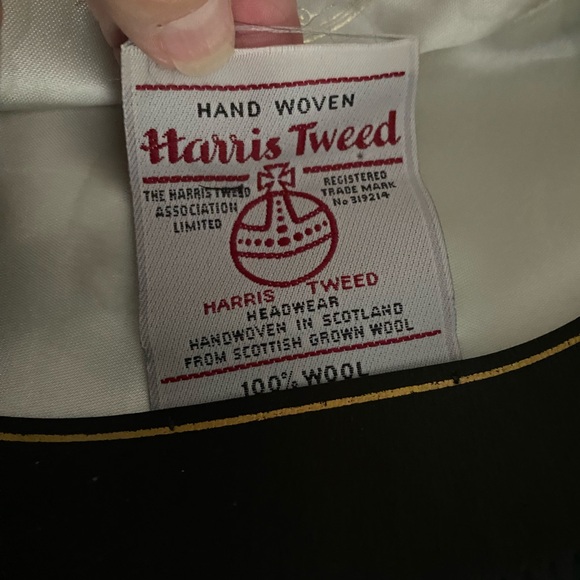 HAND WOVEN
Harris Tweed
THE HARRIS TWEED
ASSOCIATION
LIMITED
REGISTERED
TRADE MARK
No 319214
HARRIS TWEED
HEADWEAR
HANDWOVEN IN SCOTLAND
FROM SCOTTISH GROWN WOOL
100% WOOL